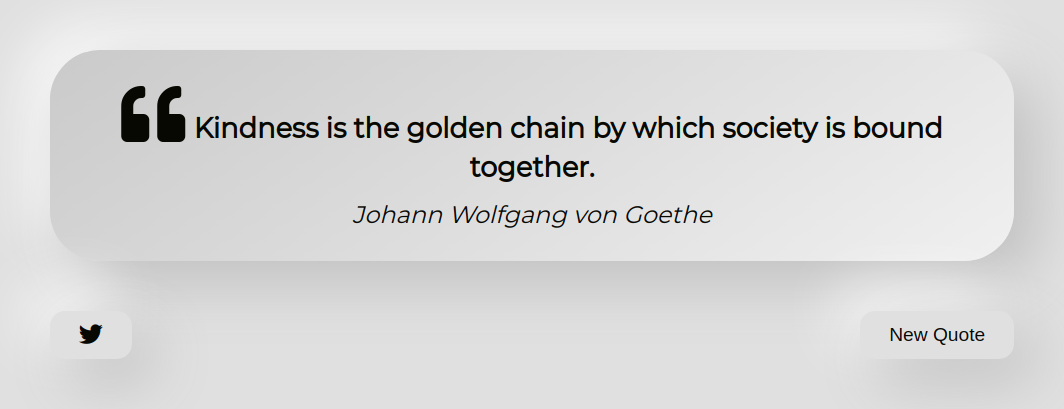 Kindness is the golden chain by which society is bound
together.
Johann Wolfgang von Goethe
New Quote